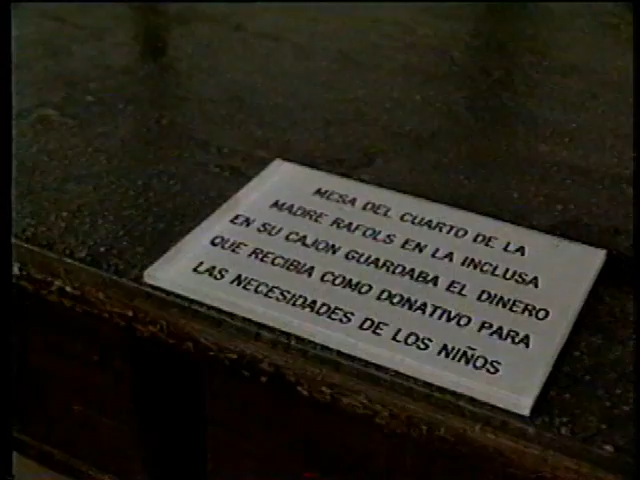 MESA DEL CUARTO DE LA
MADRE RAFOLS EN LA INCLUSA
EN SU CAJON GUARDABA EL DINERO
QUE RECIBIA COMO DONATIVO PARA
LAS NECESIDADES DE LOS NIÑOS